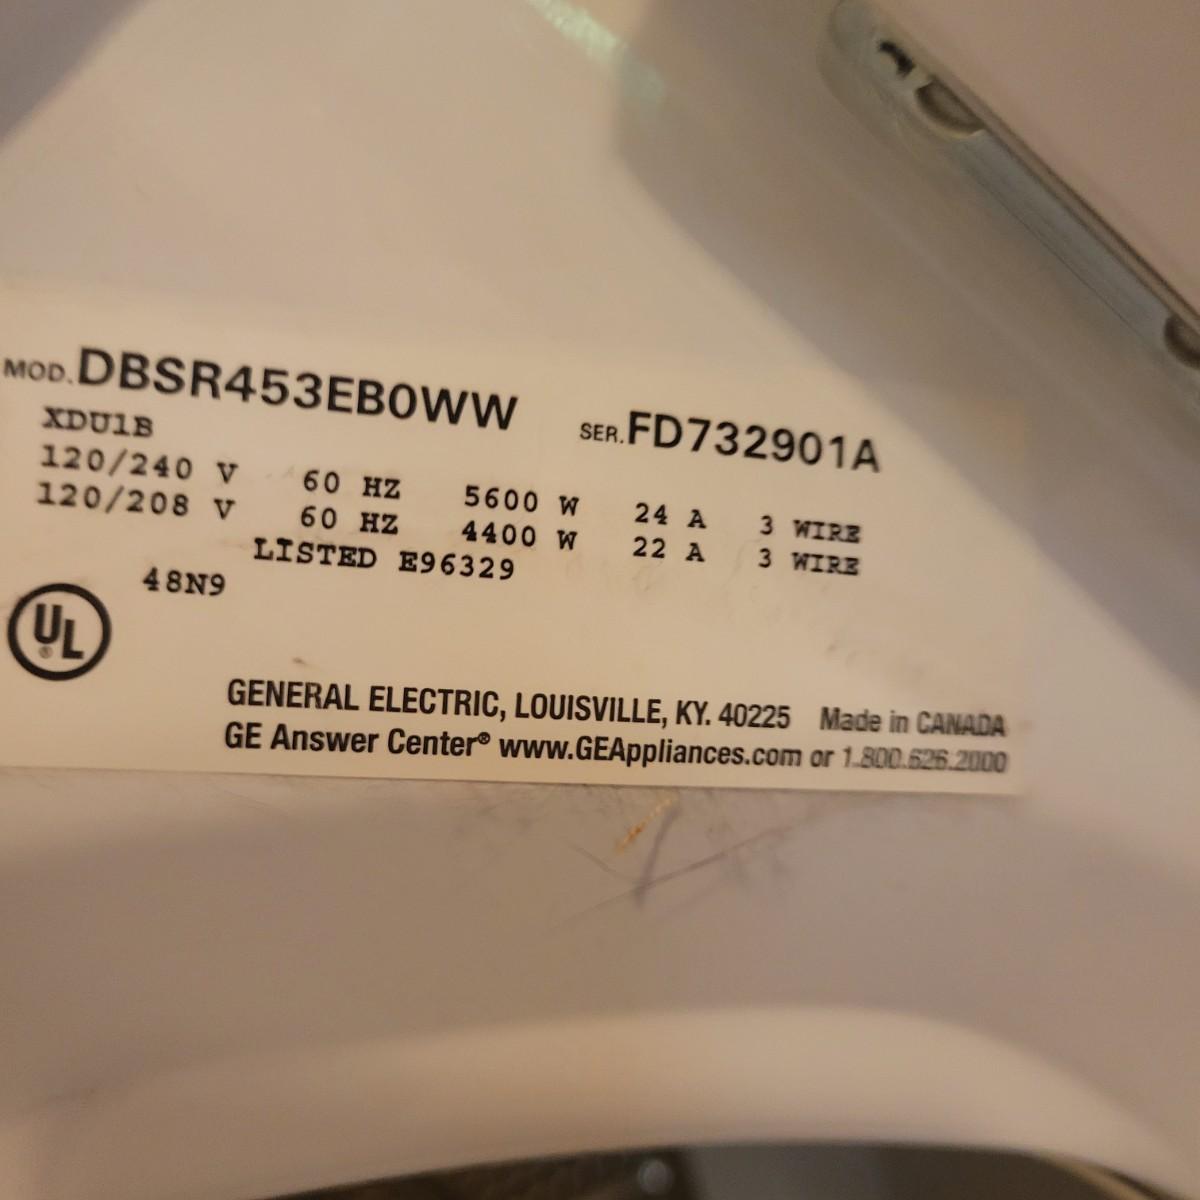 MOD. DBSR453EB0WW SER. FD732901A
XDU1B
120/240 V 60 HZ 5600 W 24 A 3 WIRE
120/208 V 60 HZ 4400 W 22 A 3 WIRE
LISTED E96329
48N9
UL ®
GENERAL ELECTRIC, LOUISVILLE, KY. 40225 Made in CANADA
GE Answer Center® www.GEAppliances.com or 1.800.626.2000